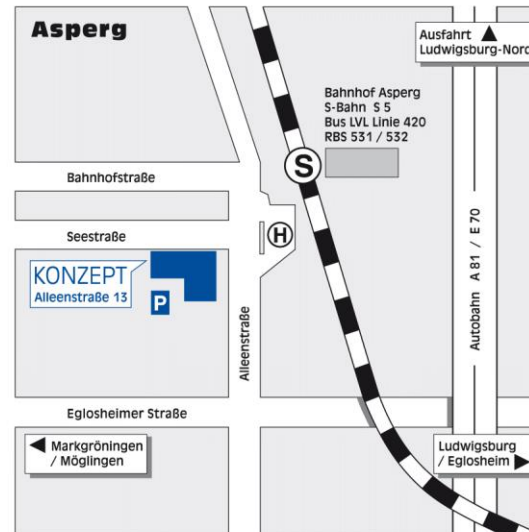 Asperg
Ausfahrt ▲
Ludwigsburg-Nord
Bahnhof Asperg
S-Bahn S 5
Bus LVL Linie 420
RBS 531 / 532
S
Bahnhofstraße
Seestraße
H
KONZEPT
Alleenstraße 13
P
Alleenstraße
Autobahn A 81 / E 70
Eglosheimer Straße
◀ Markgröningen
/ Möglingen
Ludwigsburg
/ Eglosheim ▶